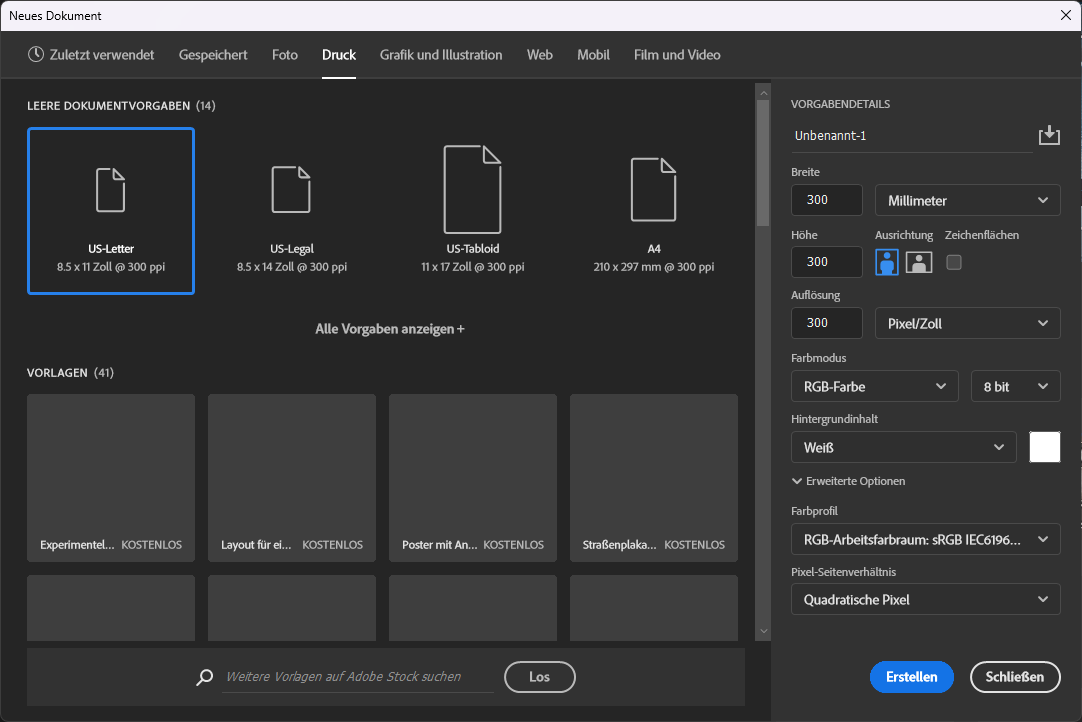 Neues Dokument
Zuletzt verwendet Gespeichert Foto Druck Grafik und Illustration Web Mobil Film und Video
LEERE DOKUMENTVORGABEN (14)
US-Letter
8.5 x 11 Zoll @ 300 ppi
US-Legal
8.5 x 14 Zoll @ 300 ppi
US-Tabloid
11 x 17 Zoll @ 300 ppi
A4
210 x 297 mm @ 300 ppi
Alle Vorgaben anzeigen +
VORLAGEN (41)
Experimentel... KOSTENLOS
Layout für ei... KOSTENLOS
Poster mit An... KOSTENLOS
Straßenplaka... KOSTENLOS
Weitere Vorlagen auf Adobe Stock suchen
Los
VORGABENDETAILS
Unbenannt-1
Breite
300 Millimeter
Höhe Ausrichtung Zeichenflächen
300
Auflösung
300 Pixel/Zoll
Farbmodus
RGB-Farbe 8 bit
Hintergrundinhalt
Weiß
Erweiterte Optionen
Farbprofil
RGB-Arbeitsfarbraum: sRGB IEC6196...
Pixel-Seitenverhältnis
Quadratische Pixel
Erstellen Schließen